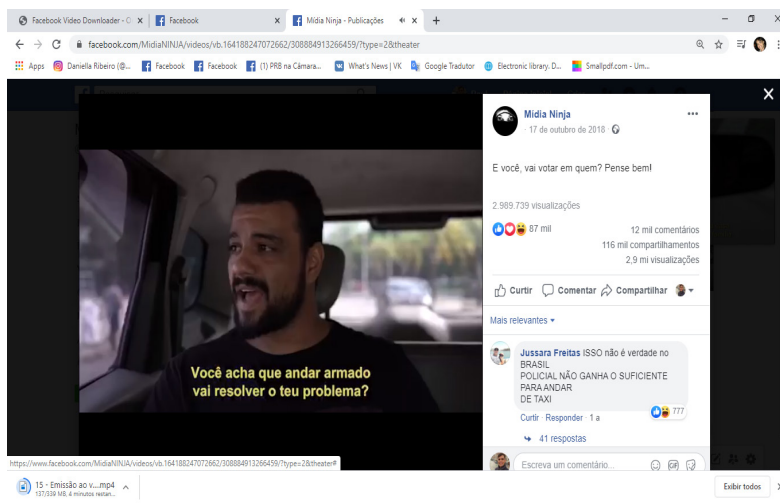 Facebook Video Downloader - O
Facebook
Mídia Ninja - Publicações
facebook.com/MidiaNINJA/videos/vb.164188247072662/308884913266459/?type=2&theater
Apps
Daniella Ribeiro (@...
Facebook
Facebook
(1) PRB na Câmara...
What's News | VK
Google Tradutor
Electronic library. D...
Smallpdf.com - Um...
Mídia Ninja
17 de outubro de 2018 ·
E você, vai votar em quem? Pense bem!
2.989.739 visualizações
87 mil
12 mil comentários
116 mil compartilhamentos
2,9 mi visualizações
Curtir Comentar Compartilhar
Mais relevantes
Jussara Freitas ISSO não é verdade no
BRASIL
POLICIAL NÃO GANHA O SUFICIENTE
PARA ANDAR
DE TAXI
777
Curtir · Responder · 1 a
41 respostas
Escreva um comentário...
GIF
Você acha que andar armado
vai resolver o teu problema?
https://www.facebook.com/MidiaNINJA/videos/vb.164188247072662/308884913266459/?type=2&theater#
15 - Emissão ao v....mp4
137/339 MB, 4 minutos restan...
Exibir todos